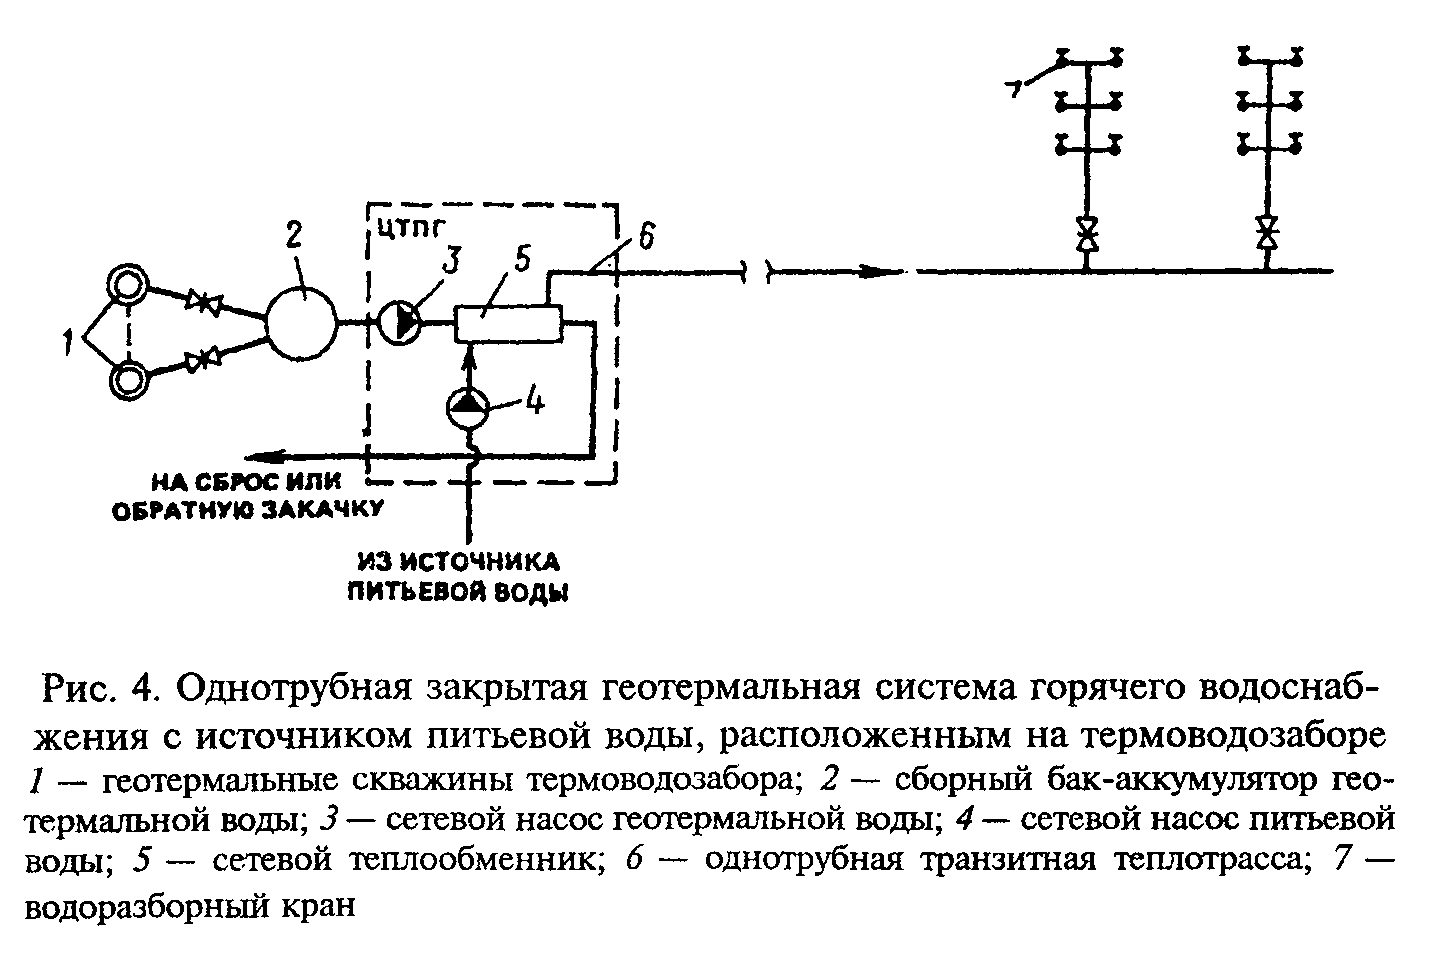 7
2
ЦТПГ
3
5
6
1
4
НА СБРОС ИЛИ
ОБРАТНУЮ ЗАКАЧКУ
ИЗ ИСТОЧНИКА
ПИТЬЕВОЙ ВОДЫ
Рис. 4. Однотрубная закрытая геотермальная система горячего водоснаб-
жения с источником питьевой воды, расположенным на термоводозаборе
1 — геотермальные скважины термоводозабора; 2 — сборный бак-аккумулятор гео-
термальной воды; 3 — сетевой насос геотермальной воды; 4 — сетевой насос питьевой
воды; 5 — сетевой теплообменник; 6 — однотрубная транзитная теплотрасса; 7 —
водоразборный кран